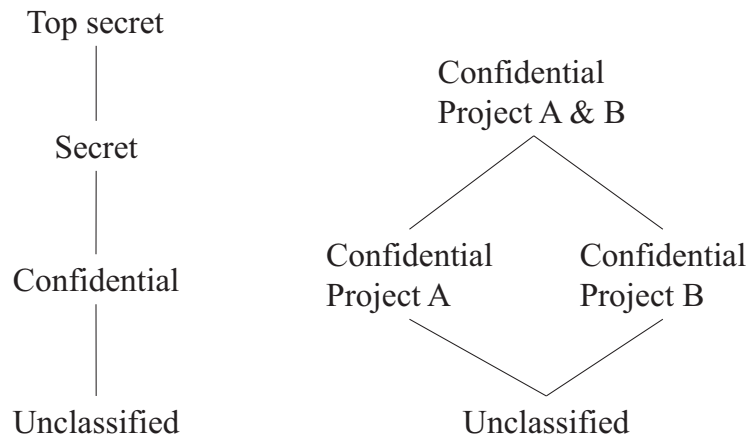 Top secret
Secret
Confidential
Unclassified
Confidential
Project A & B
Confidential
Project A
Confidential
Project B
Unclassified